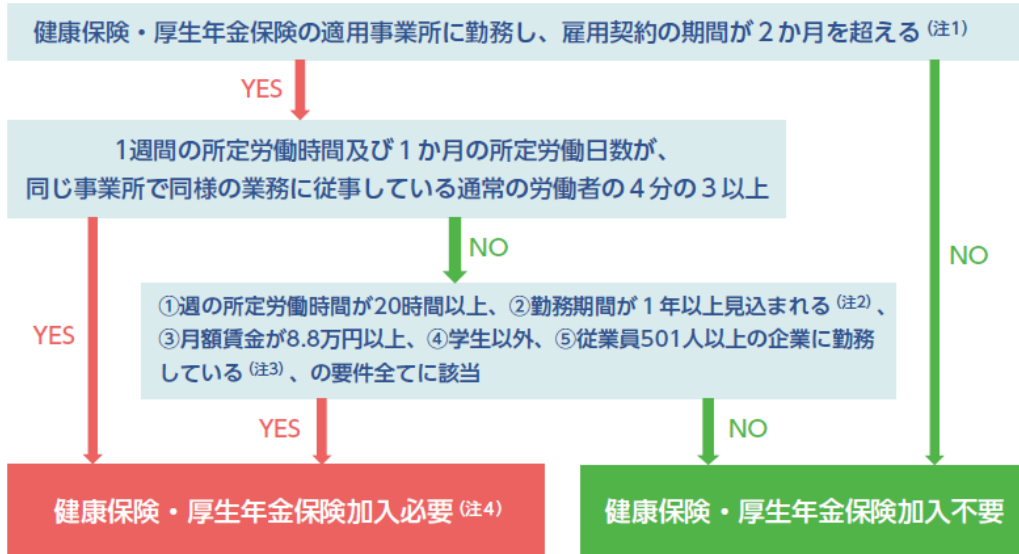 健康保険・厚生年金保険の適用事業所に勤務し、雇用契約の期間が2か月を超える(注1)
YES
1週間の所定労働時間及び1か月の所定労働日数が、
同じ事業所で同様の業務に従事している通常の労働者の4分の3以上
NO
NO
①週の所定労働時間が20時間以上、②勤務期間が1年以上見込まれる(注2)、
③月額賃金が8.8万円以上、④学生以外、⑤従業員501人以上の企業に勤務
している(注3)、の要件全てに該当
YES
YES
NO
健康保険・厚生年金保険加入必要(注4)
健康保険・厚生年金保険加入不要